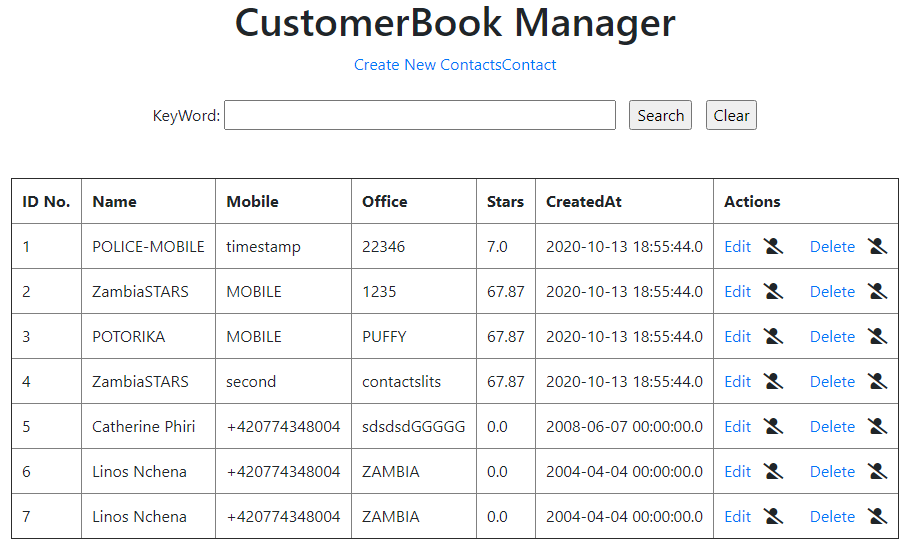 CustomerBook Manager
Create New ContactsContact
KeyWord: Search Clear
ID No. Name Mobile Office Stars CreatedAt Actions
1 POLICE-MOBILE timestamp 22346 7.0 2020-10-13 18:55:44.0 Edit Delete
2 ZambiaSTARS MOBILE 1235 67.87 2020-10-13 18:55:44.0 Edit Delete
3 POTORIKA MOBILE PUFFY 67.87 2020-10-13 18:55:44.0 Edit Delete
4 ZambiaSTARS second contactslits 67.87 2020-10-13 18:55:44.0 Edit Delete
5 Catherine Phiri +420774348004 sdsdsdGGGGG 0.0 2008-06-07 00:00:00.0 Edit Delete
6 Linos Nchena +420774348004 ZAMBIA 0.0 2004-04-04 00:00:00.0 Edit Delete
7 Linos Nchena +420774348004 ZAMBIA 0.0 2004-04-04 00:00:00.0 Edit Delete